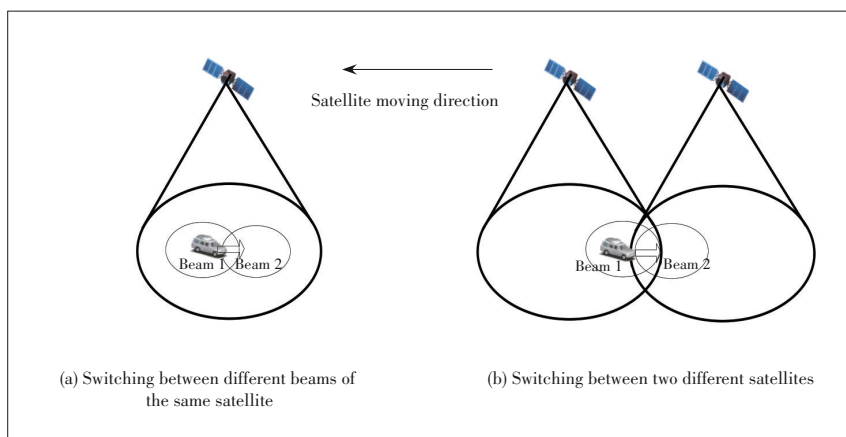 Satellite moving direction
Beam 1 Beam 2
Beam 1 Beam 2
(a) Switching between different beams of
the same satellite
(b) Switching between two different satellites